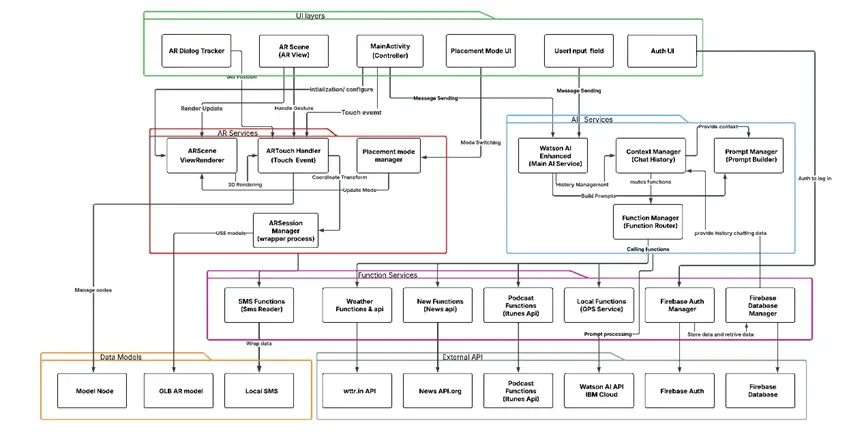 UI layers
AR Dialog Tracker
AR Scene
(AR View)
MainActivity
(Controller)
Placement Mode UI
UserInput field
Auth UI
Set Position
Intialization/ configure
Message Sending
Render Update
Handle Gesture
Touch evemt
Message Sending
AR Services
Mode Switching
Provide context
ARScene
ViewRenderer
ARTouch Handler
(Touch Event)
Placement mode
manager
Watson AI
Enhanced
(Main AI Service)
Context Manager
(Chat History)
Prompt Manager
(Prompt Builder)
Coordinate Transform
3D Rendering
Update Mode
History Management
routes functions
Build Prompts
Auth to log in
ARSession
Manager
(wrapper process)
USE models
Function Manager
(Function Router)
provide history chatting data
Calling functions
Function Services
Manage nodes
SMS Functions
(Sms Reader)
Weather
Functions & api
New Functions
(News api)
Podcast
Functions
(itunes Api)
Local Functions
(GPS Service)
Firebase Auth
Manager
Firebase
Database
Manager
Wrap data
Prompt processing
Store data and retrive data
Data Models
External API
Model Node
GLB AR model
Local SMS
wttr.in API
News API.org
Podcast
Functions
(Itunes Api)
Watson AI API
IBM Cloud
Firebase Auth
Firebase
Database